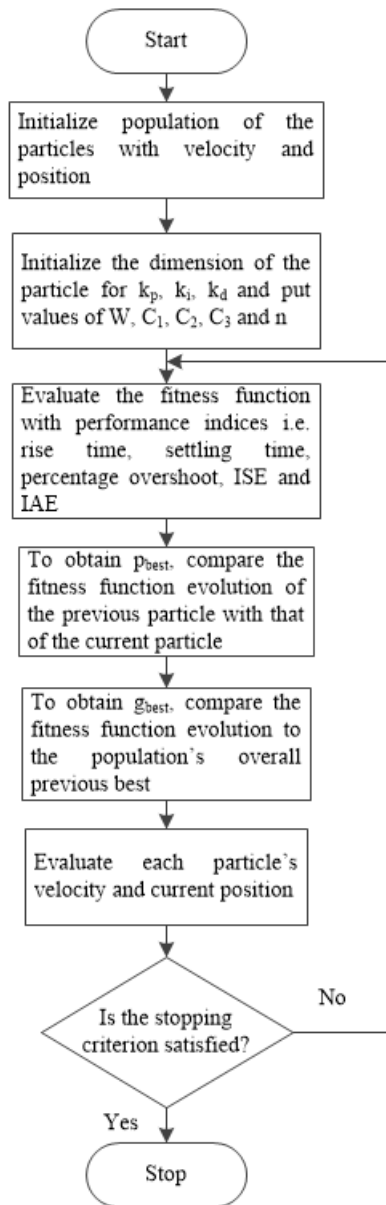 Start
Initialize population of the
particles with velocity and
position
Initialize the dimension of the
particle for kp, ki, kd and put
values of W, C1, C2, C3 and n
Evaluate the fitness function
with performance indices i.e.
rise time, settling time,
percentage overshoot, ISE and
IAE
To obtain pbest, compare the
fitness function evolution of
the previous particle with that
of the current particle
To obtain gbest, compare the
fitness function evolution to
the population's overall
previous best
Evaluate each particle's
velocity and current position
Is the stopping
criterion satisfied?
No
Yes
Stop